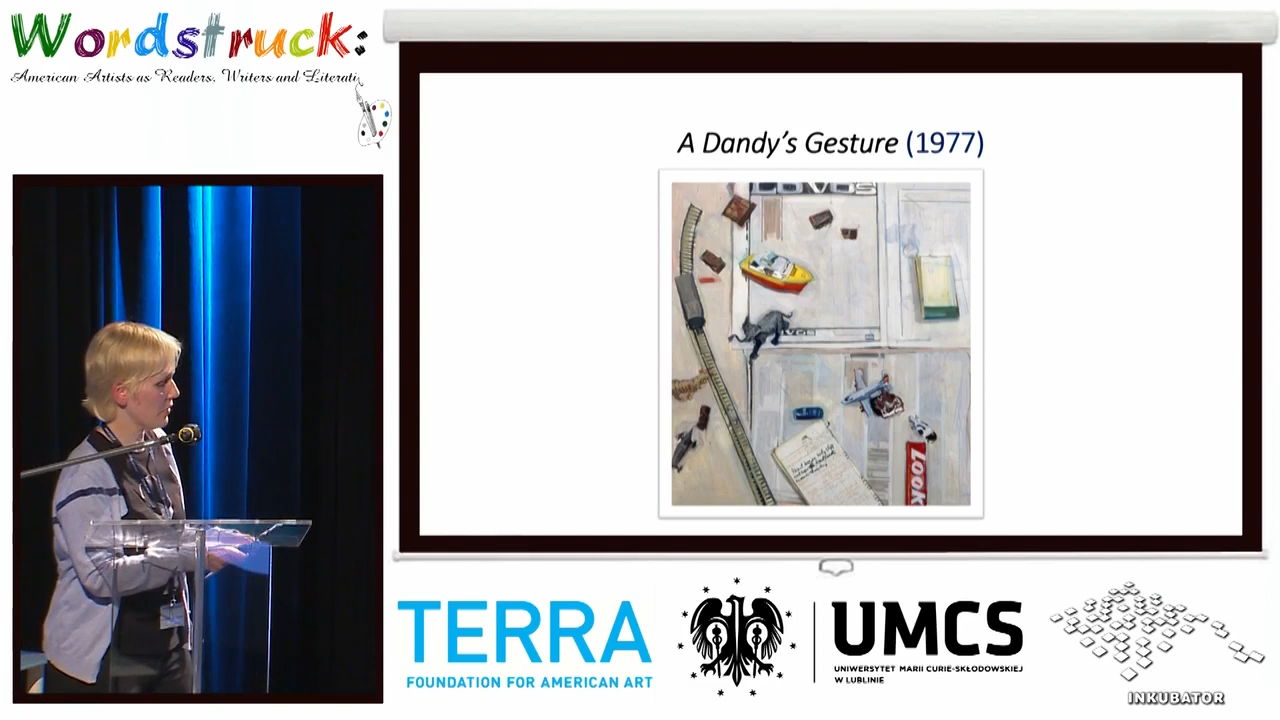 Wordstruck:
American Artists as Readers, Writers and Literati
A Dandy's Gesture (1977)
LOOK
TERRA
FOUNDATION FOR AMERICAN ART
UMCS
UNIWERSYTET MARII CURIE-SKŁODOWSKIEJ
W LUBLINIE
INKUBATOR